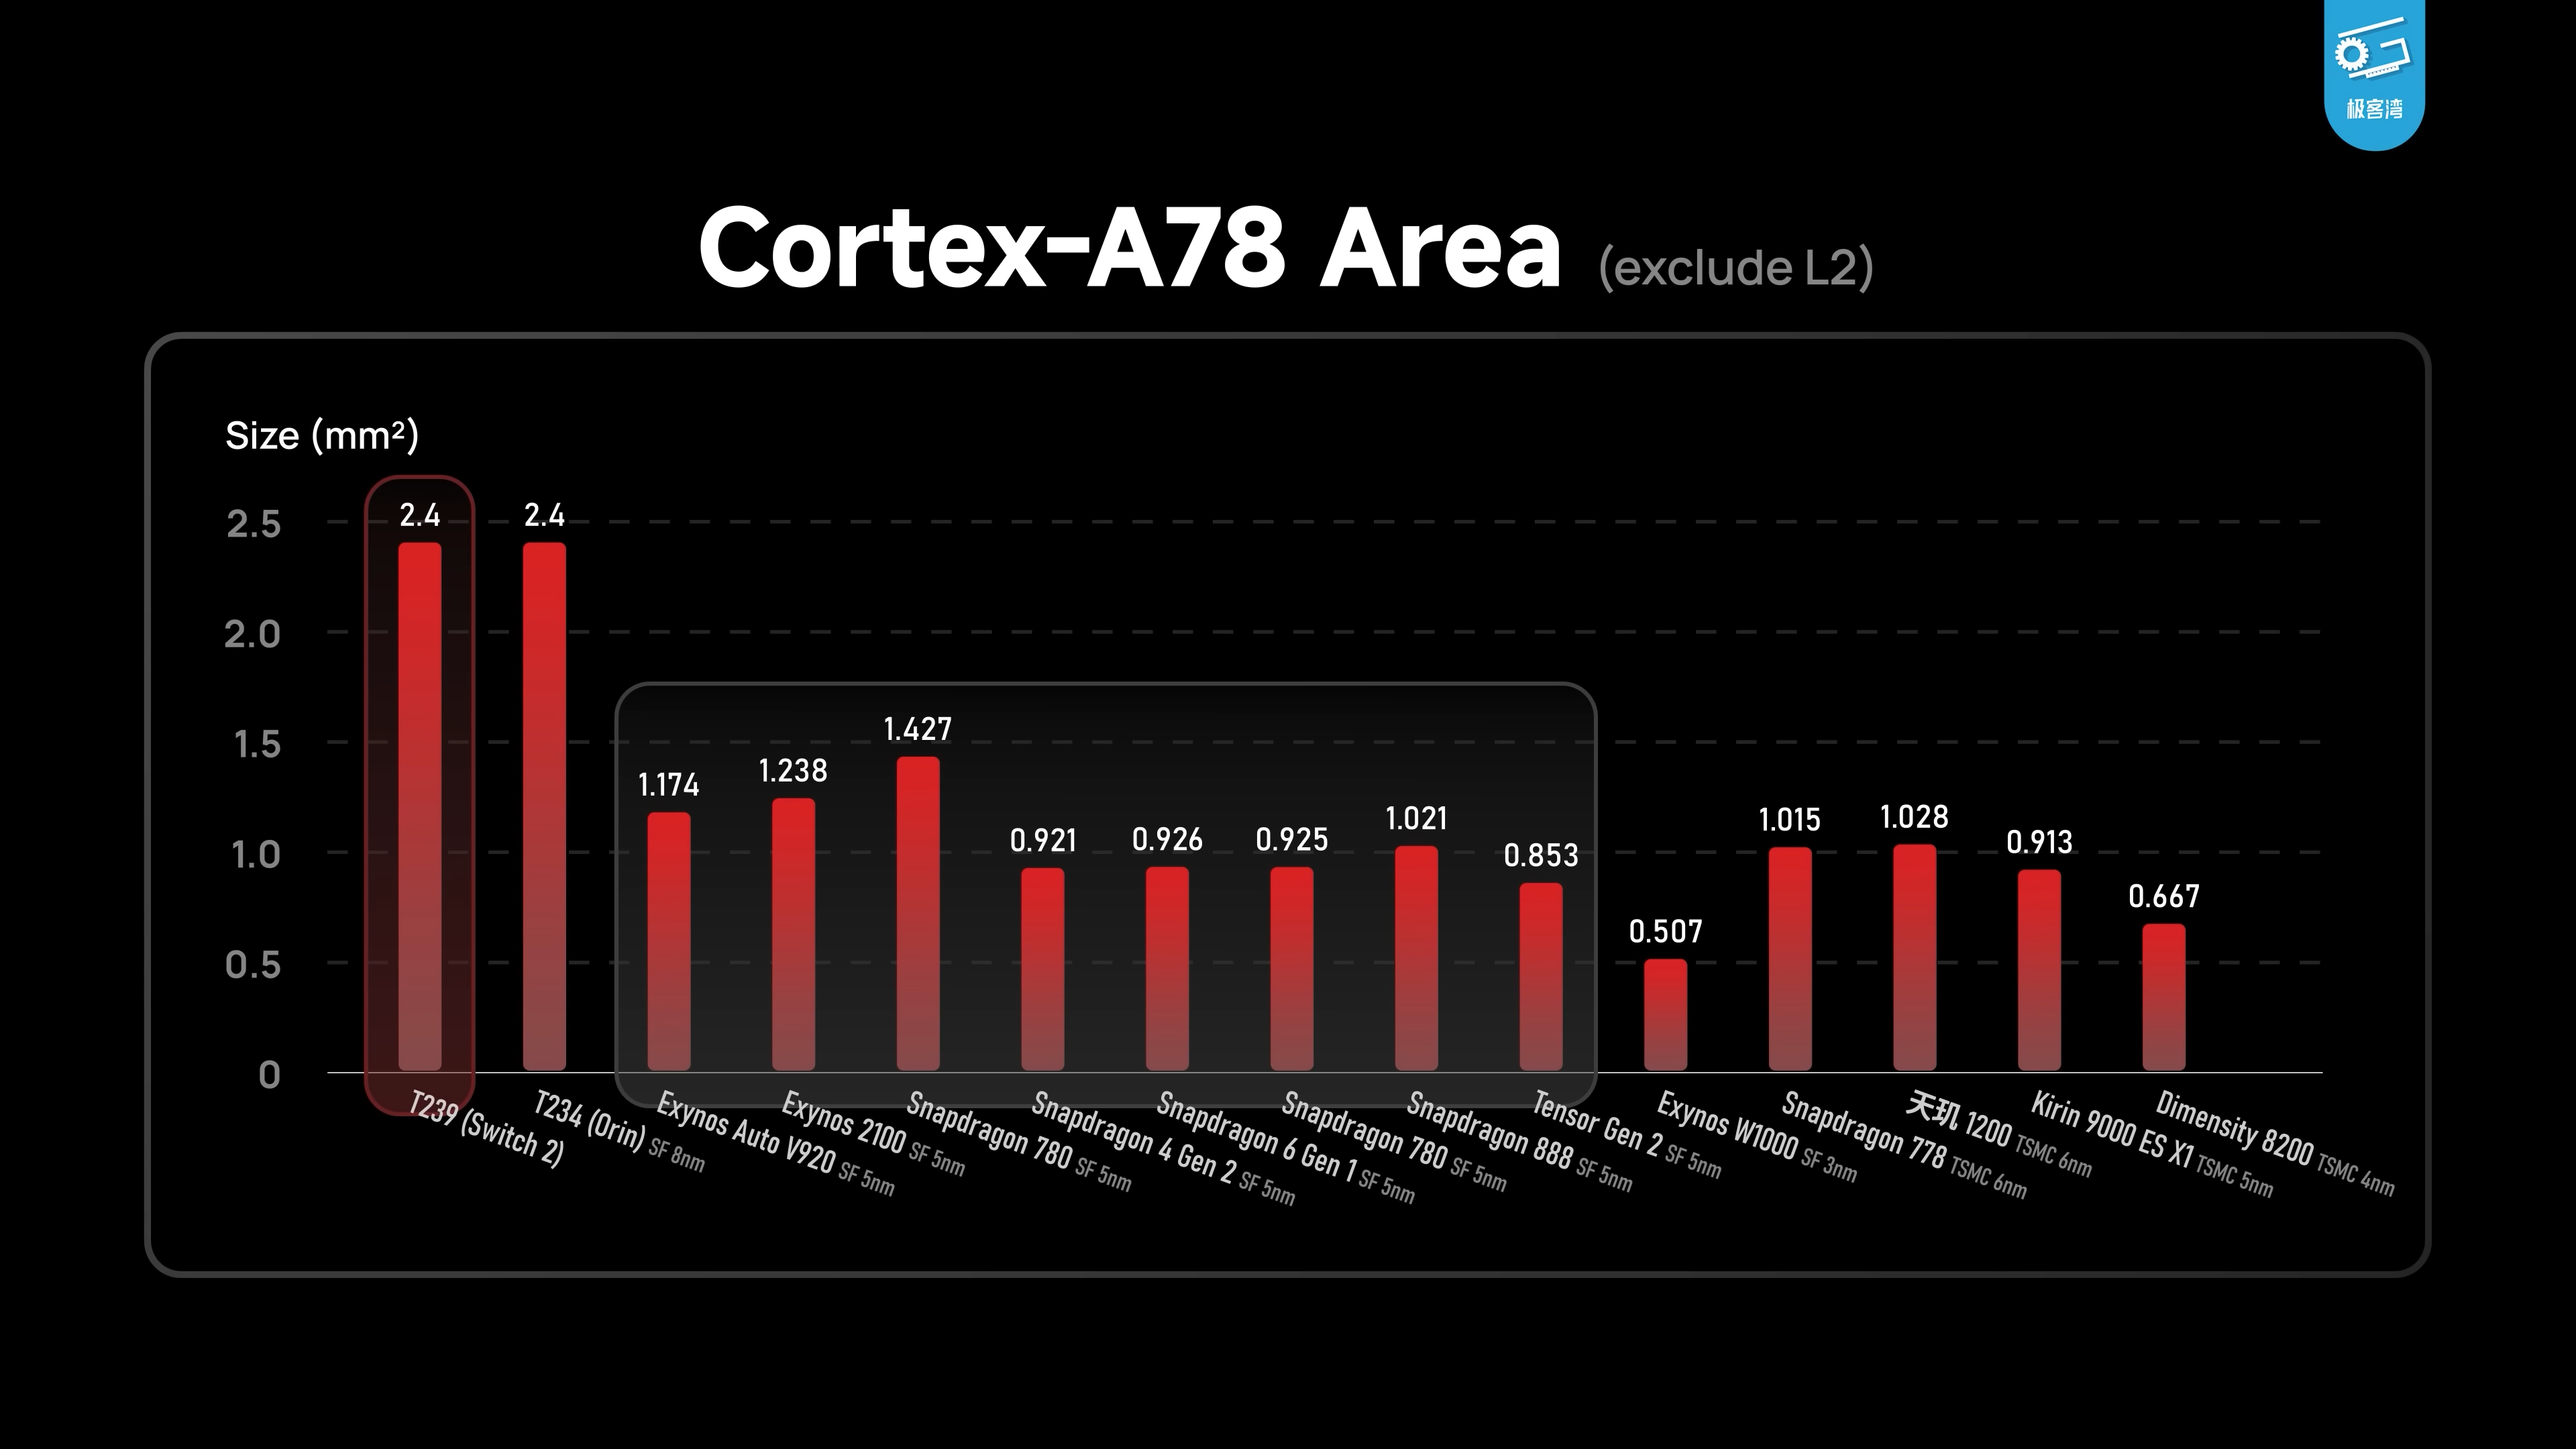 极客湾
Cortex-A78 Area (exclude L2)
Size (mm²)
2.5
2.0
1.5
1.0
0.5
0
2.4
2.4
1.174
1.238
1.427
0.921
0.926
0.925
1.021
0.853
0.507
1.015
1.028
0.913
0.667
T239 (Switch 2)
T234 (Orin) SF 8nm
Exynos Auto V920 SF 5nm
Exynos 2100 SF 5nm
Snapdragon 780 SF 5nm
Snapdragon 4 Gen 2 SF 5nm
Snapdragon 6 Gen 1 SF 5nm
Snapdragon 780 SF 5nm
Snapdragon 888 SF 5nm
Tensor Gen 2 SF 5nm
Exynos W1000 SF 3nm
Snapdragon 778 TSMC 6nm
天玑 1200 TSMC 6nm
Kirin 9000 ES X1 TSMC 5nm
Dimensity 8200 TSMC 4nm